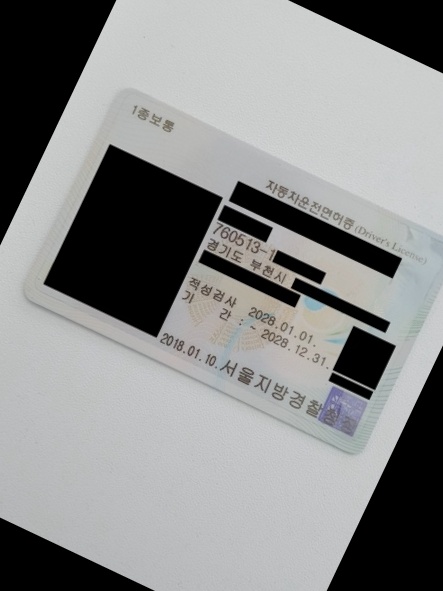 1종보통
자동차운전면허증 (Driver's License)
760513-1
경기도 부천시
적성검사 2028.01.01.
기 간 : ~ 2028.12.31.
2018.01.10. 서울지방경찰청장